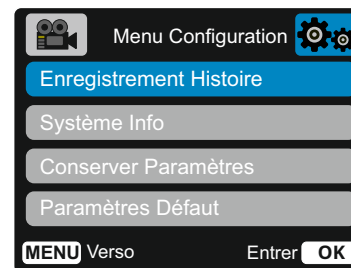 Menu Configuration
Enregistrement Histoire
Système Info
Conserver Paramètres
Paramètres Défaut
MENU Verso Entrer OK